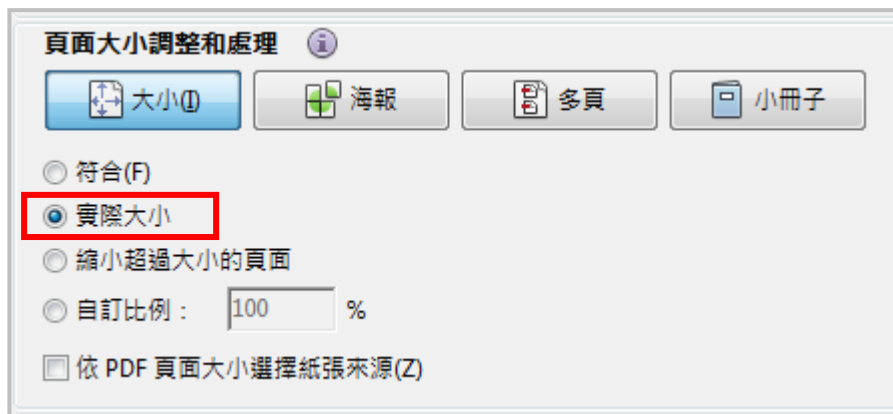 頁面大小調整和處理
大小(I) 海報 多頁 小冊子
符合(F)
實際大小
縮小超過大小的頁面
自訂比例： 100 %
依 PDF 頁面大小選擇紙張來源(Z)